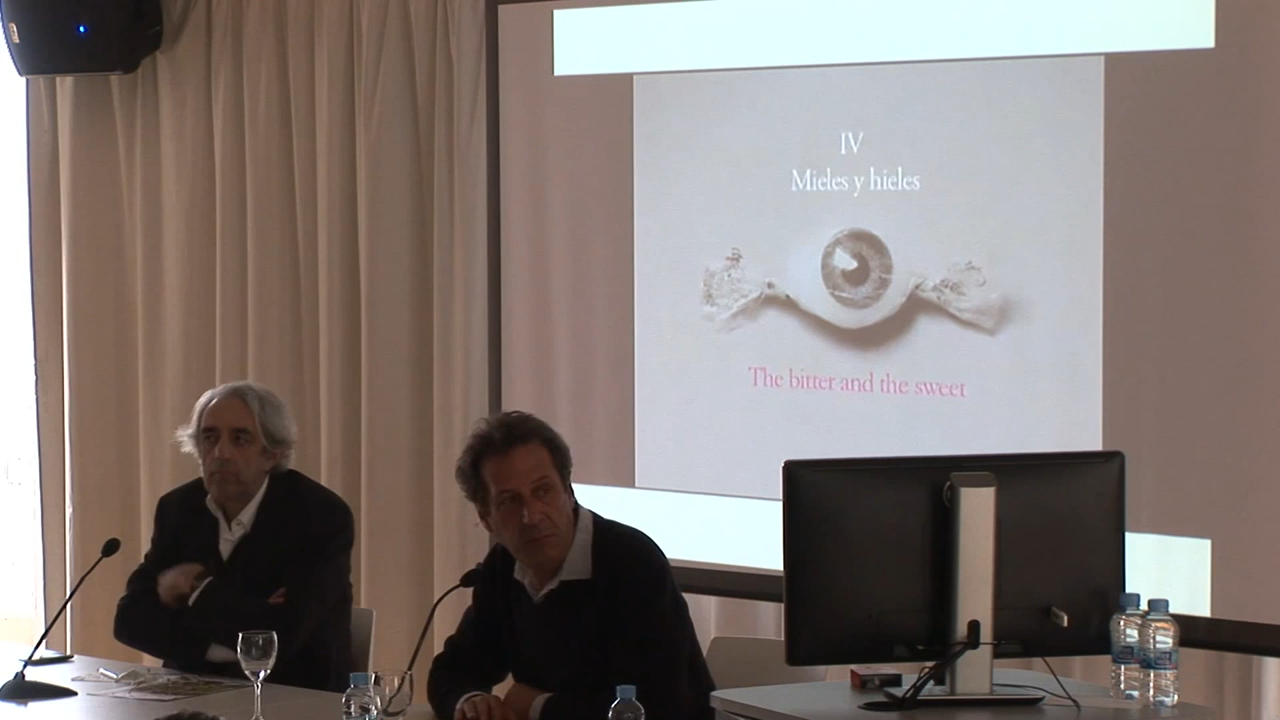 IV
Mieles y hieles
The bitter and the sweet